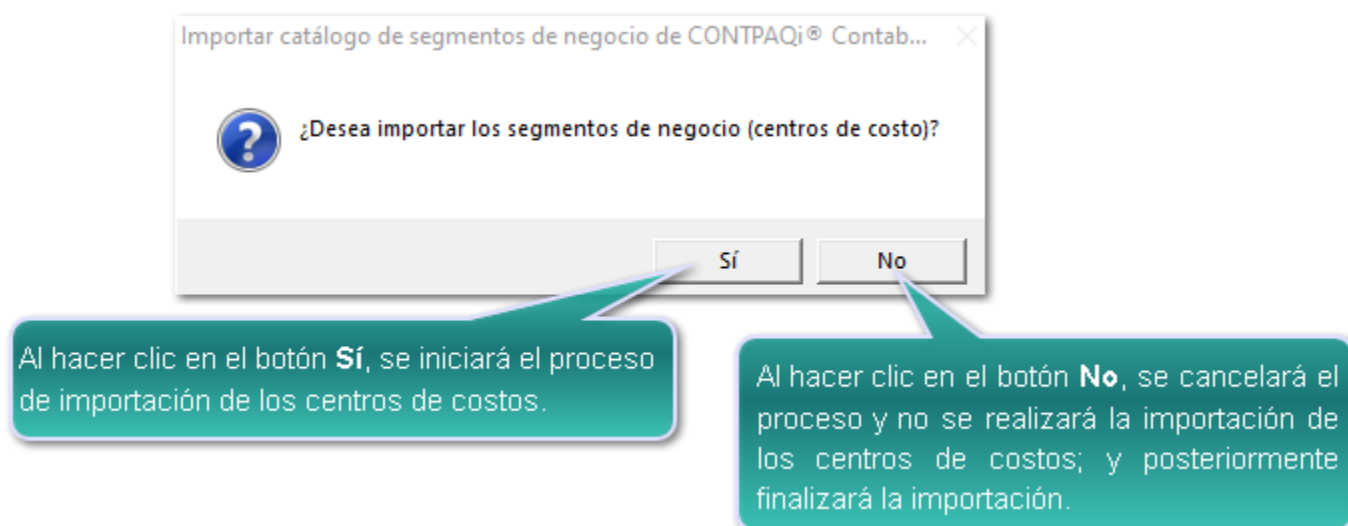 Importar catálogo de segmentos de negocio de CONTPAQi® Contab...
¿Desea importar los segmentos de negocio (centros de costo)?
Sí
No
Al hacer clic en el botón Sí, se iniciará el proceso
de importación de los centros de costos.
Al hacer clic en el botón No, se cancelará el
proceso y no se realizará la importación de
los centros de costos; y posteriormente
finalizará la importación.